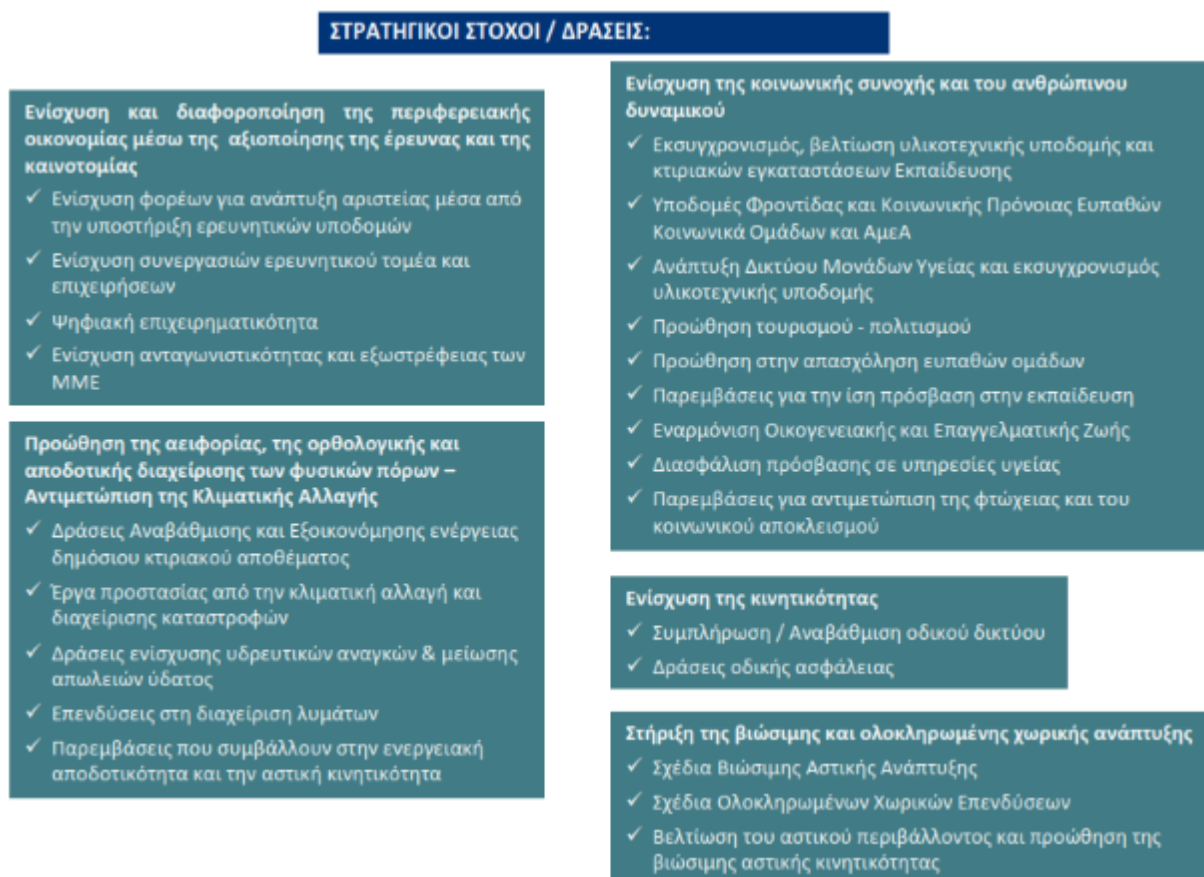 ΣΤΡΑΤΗΓΙΚΟΙ ΣΤΟΧΟΙ / ΔΡΑΣΕΙΣ:
Ενίσχυση και διαφοροποίηση της περιφερειακής
οικονομίας μέσω της αξιοποίησης της έρευνας και της
καινοτομίας
✓ Ενίσχυση φορέων για ανάπτυξη αριστείας μέσα από
την υποστήριξη ερευνητικών υποδομών
✓ Ενίσχυση συνεργασιών ερευνητικού τομέα και
επιχειρήσεων
✓ Ψηφιακή επιχειρηματικότητα
✓ Ενίσχυση ανταγωνιστικότητας και εξωστρέφειας των
ΜΜΕ
Προώθηση της αειφορίας, της ορθολογικής και
αποδοτικής διαχείρισης των φυσικών πόρων –
Αντιμετώπιση της Κλιματικής Αλλαγής
✓ Δράσεις Αναβάθμισης και Εξοικονόμησης ενέργειας
δημόσιου κτιριακού αποθέματος
✓ Έργα προστασίας από την κλιματική αλλαγή και
διαχείρισης καταστροφών
✓ Δράσεις ενίσχυσης υδρευτικών αναγκών & μείωσης
απωλειών ύδατος
✓ Επενδύσεις στη διαχείριση λυμάτων
✓ Παρεμβάσεις που συμβάλλουν στην ενεργειακή
αποδοτικότητα και την αστική κινητικότητα
Ενίσχυση της κοινωνικής συνοχής και του ανθρώπινου
δυναμικού
✓ Εκσυγχρονισμός, βελτίωση υλικοτεχνικής υποδομής και
κτιριακών εγκαταστάσεων Εκπαίδευσης
✓ Υποδομές Φροντίδας και Κοινωνικής Πρόνοιας Ευπαθών
Κοινωνικά Ομάδων και ΑμεΑ
✓ Ανάπτυξη Δικτύου Μονάδων Υγείας και εκσυγχρονισμός
υλικοτεχνικής υποδομής
✓ Προώθηση τουρισμού - πολιτισμού
✓ Προώθηση στην απασχόληση ευπαθών ομάδων
✓ Παρεμβάσεις για την ίση πρόσβαση στην εκπαίδευση
✓ Εναρμόνιση Οικογενειακής και Επαγγελματικής Ζωής
✓ Διασφάλιση πρόσβασης σε υπηρεσίες υγείας
✓ Παρεμβάσεις για αντιμετώπιση της φτώχειας και του
κοινωνικού αποκλεισμού
Ενίσχυση της κινητικότητας
✓ Συμπλήρωση / Αναβάθμιση οδικού δικτύου
✓ Δράσεις οδικής ασφάλειας
Στήριξη της βιώσιμης και ολοκληρωμένης χωρικής ανάπτυξης
✓ Σχέδια Βιώσιμης Αστικής Ανάπτυξης
✓ Σχέδια Ολοκληρωμένων Χωρικών Επενδύσεων
✓ Βελτίωση του αστικού περιβάλλοντος και προώθηση της
βιώσιμης αστικής κινητικότητας